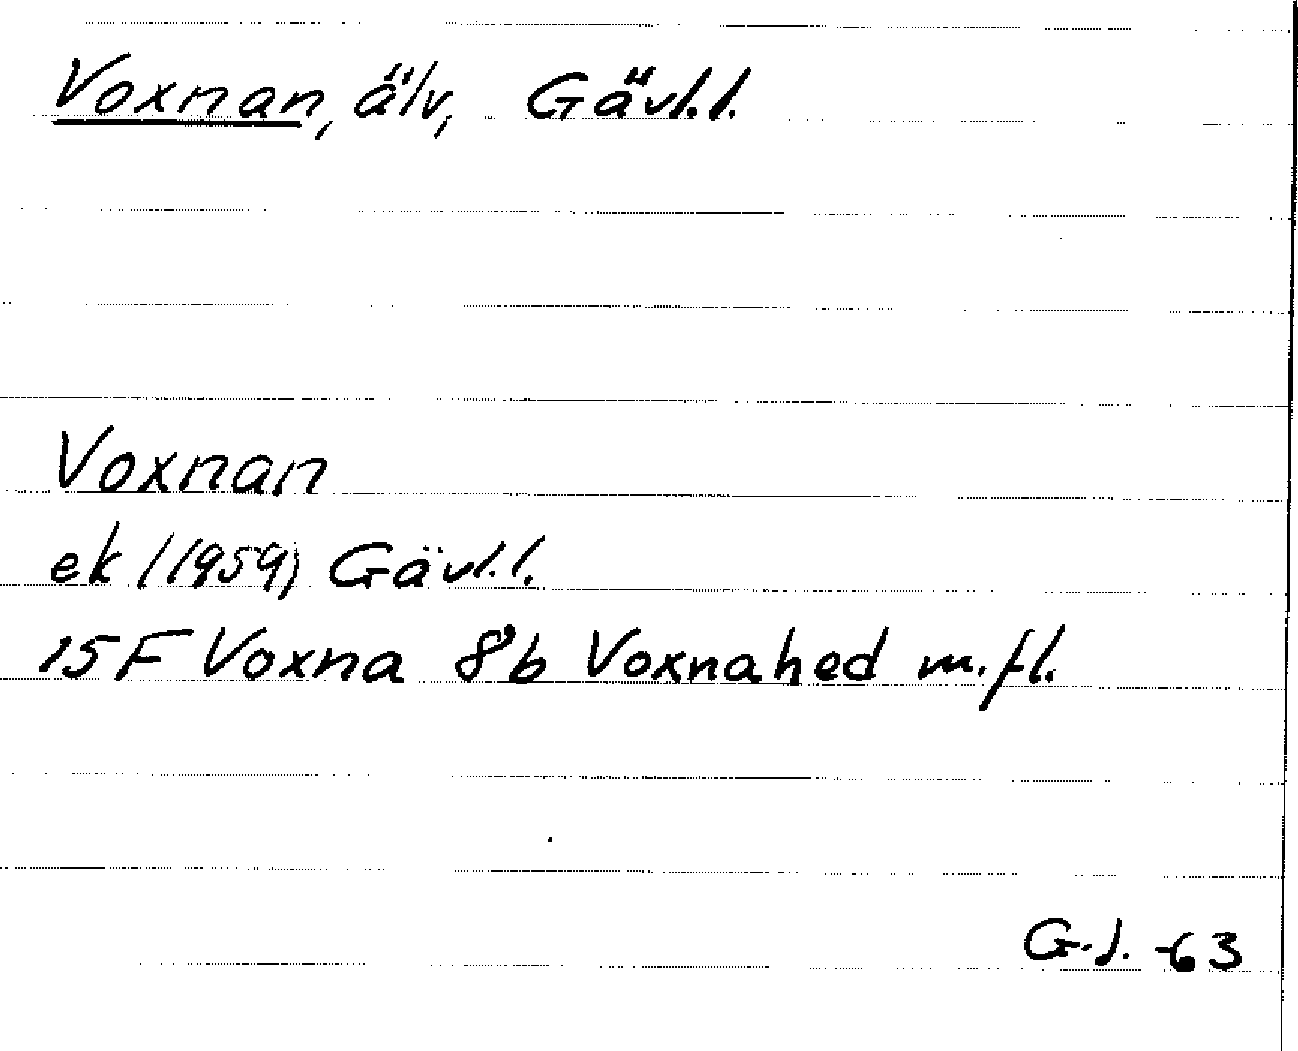 Voxnan, älv, Gävl.l.
Voxnan
ek (1959) Gävl.l.
15F Voxna 8b Voxnahed m.fl.
G.J. -63